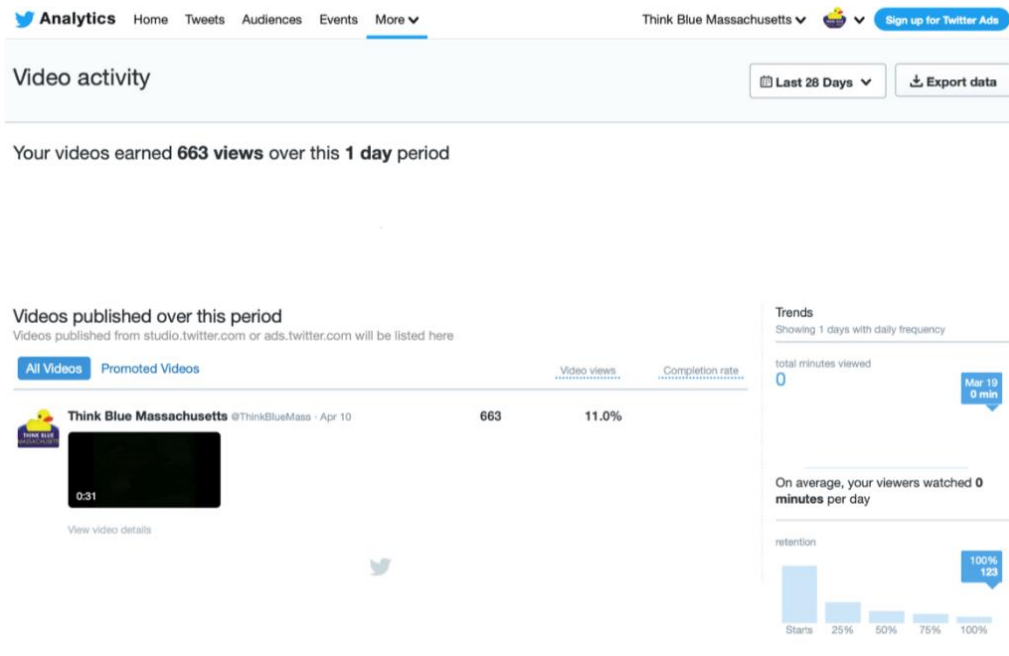 Analytics Home Tweets Audiences Events More Think Blue Massachusetts Sign up for Twitter Ads
Video activity
Last 28 Days Export data
Your videos earned 663 views over this 1 day period
Videos published over this period
Videos published from studio.twitter.com or ads.twitter.com will be listed here
All Videos Promoted Videos Video views Completion rate
Think Blue Massachusetts @ThinkBlueMass · Apr 10 663 11.0%
THINK BLUE
MASSACHUSETTS
0:31
View video details
Trends
Showing 1 days with daily frequency
total minutes viewed
0
Mar 19
0 min
On average, your viewers watched 0
minutes per day
retention
100%
123
Starts 25% 50% 75% 100%